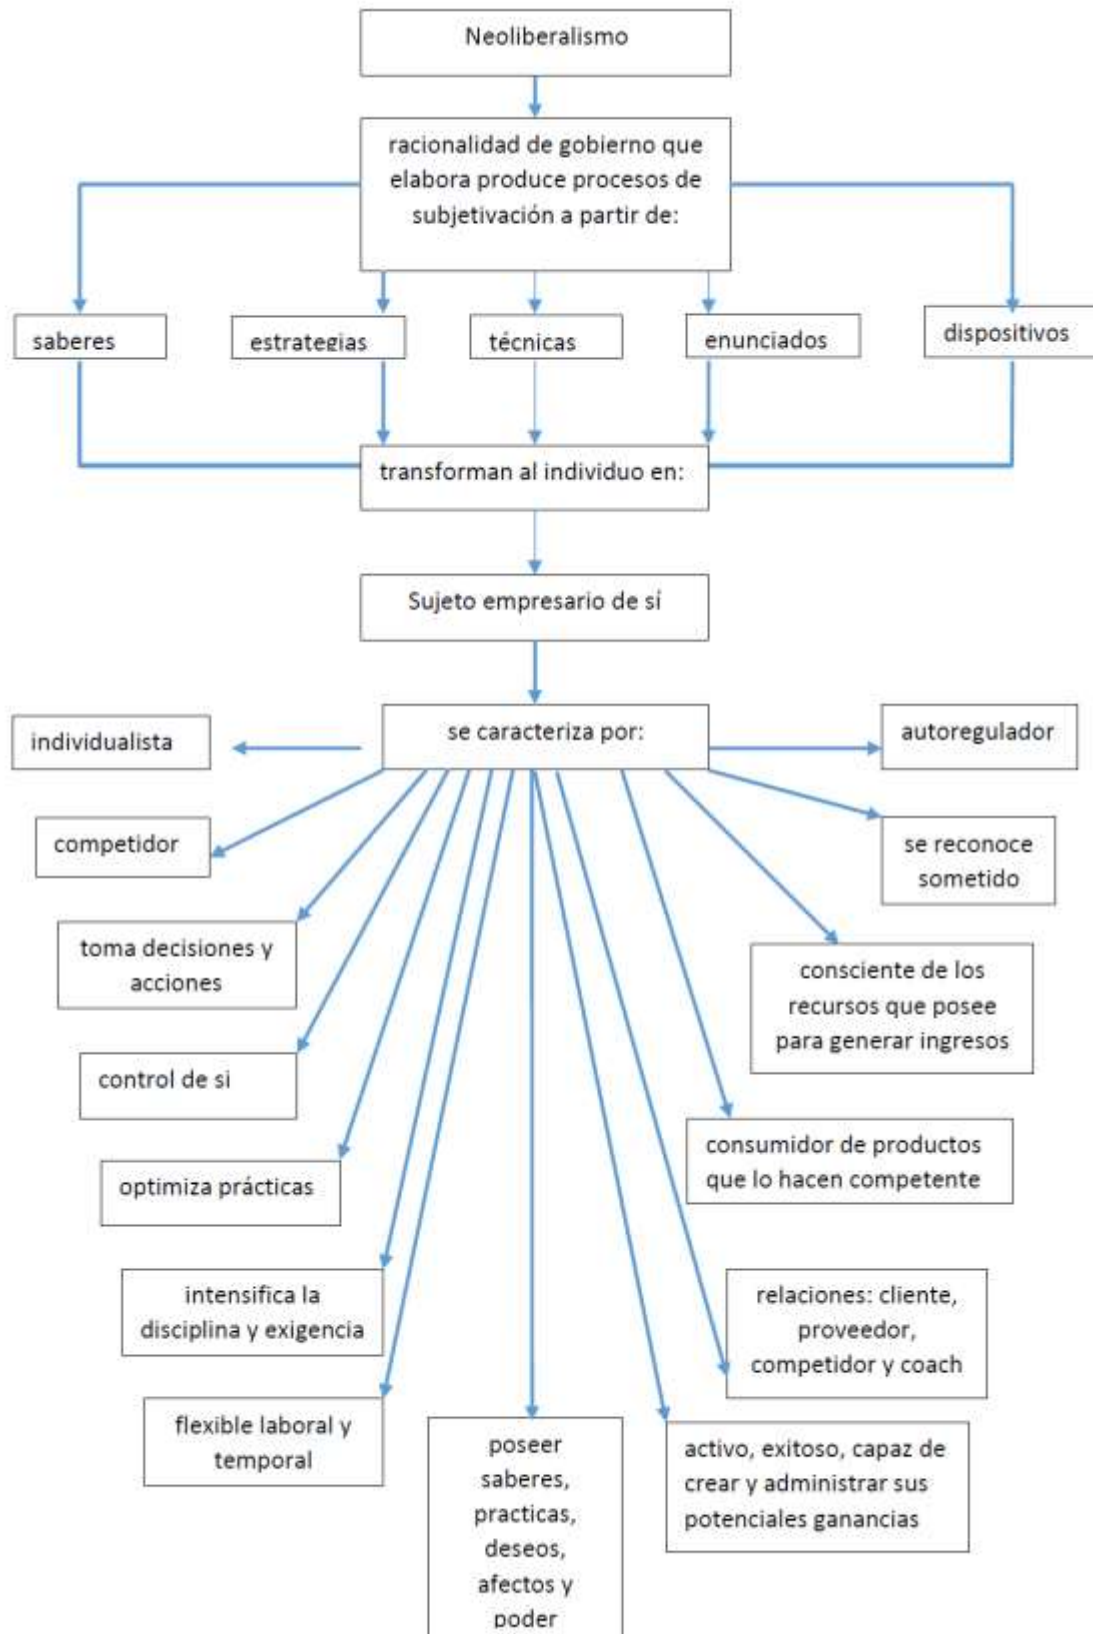 Neoliberalismo
racionalidad de gobierno que
elabora produce procesos de
subjetivación a partir de:
saberes
estrategias
técnicas
enunciados
dispositivos
transforman al individuo en:
Sujeto empresario de sí
se caracteriza por:
individualista
autoregulador
competidor
se reconoce
sometido
toma decisiones y
acciones
consciente de los
recursos que posee
para generar ingresos
control de si
consumidor de productos
que lo hacen competente
optimiza prácticas
intensifica la
disciplina y exigencia
relaciones: cliente,
proveedor,
competidor y coach
flexible laboral y
temporal
poseer
saberes,
practicas,
deseos,
afectos y
poder
activo, exitoso, capaz de
crear y administrar sus
potenciales ganancias